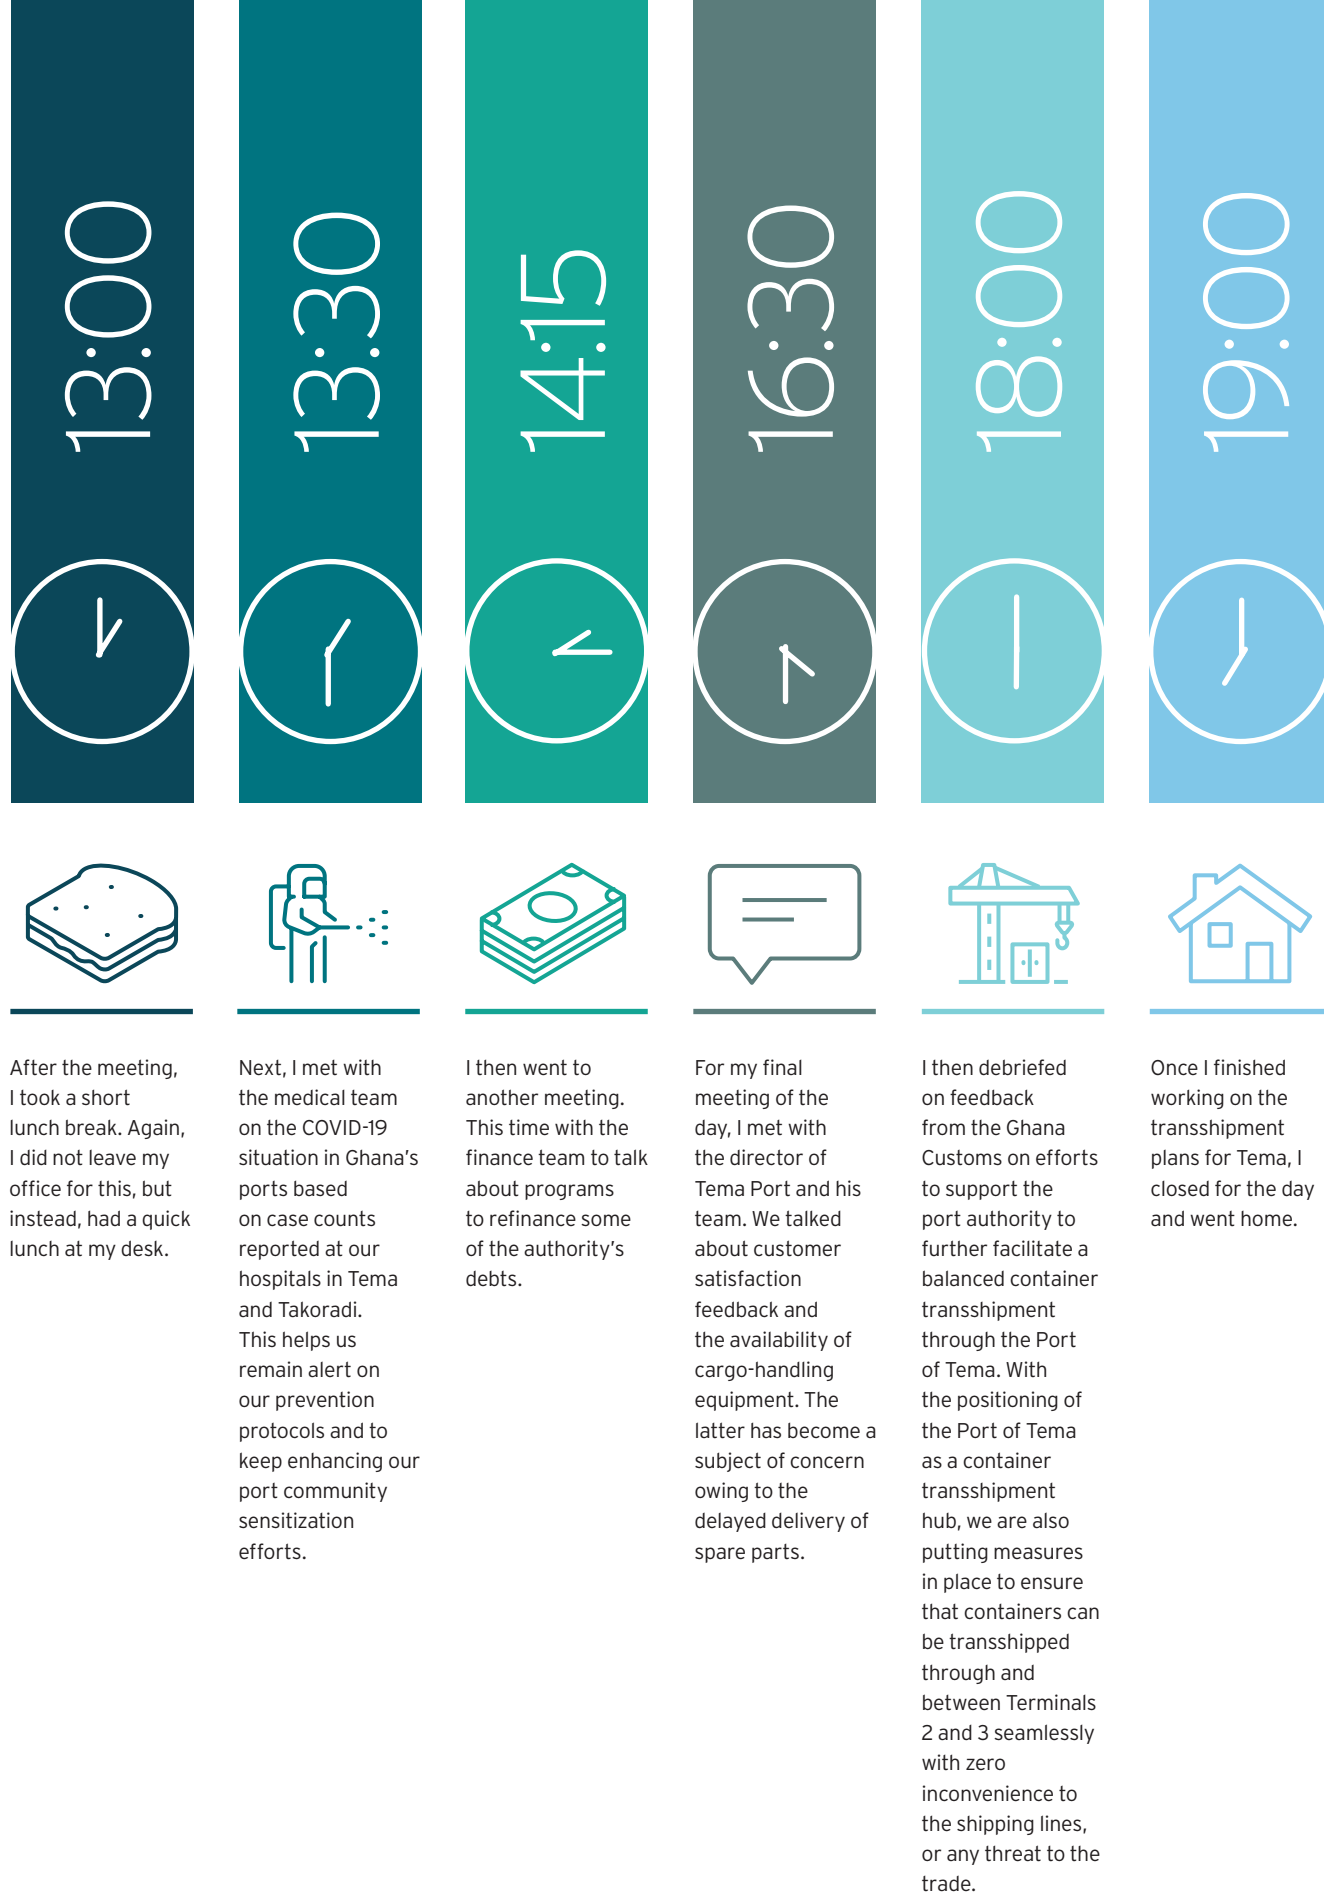 13:00
After the meeting,
I took a short
lunch break. Again,
I did not leave my
office for this, but
instead, had a quick
lunch at my desk.
13:30
Next, I met with
the medical team
on the COVID-19
situation in Ghana's
ports based
on case counts
reported at our
hospitals in Tema
and Takoradi.
This helps us
remain alert on
our prevention
protocols and to
keep enhancing our
port community
sensitization
efforts.
14:15
I then went to
another meeting.
This time with the
finance team to talk
about programs
to refinance some
of the authority's
debts.
16:30
For my final
meeting of the
day, I met with
the director of
Tema Port and his
team. We talked
about customer
satisfaction
feedback and
the availability of
cargo-handling
equipment. The
latter has become a
subject of concern
owing to the
delayed delivery of
spare parts.
18:00
I then debriefed
on feedback
from the Ghana
Customs on efforts
to support the
port authority to
further facilitate a
balanced container
transshipment
through the Port
of Tema. With
the positioning of
the Port of Tema
as a container
transshipment
hub, we are also
putting measures
in place to ensure
that containers can
be transshipped
through and
between Terminals
2 and 3 seamlessly
with zero
inconvenience to
the shipping lines,
or any threat to the
trade.
19:00
Once I finished
working on the
transshipment
plans for Tema, I
closed for the day
and went home.